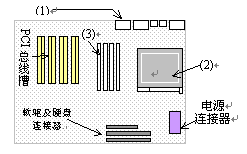 (1)
(3)
PCI 总线槽
(2)
软驱及硬盘
连接器
电源
连接器